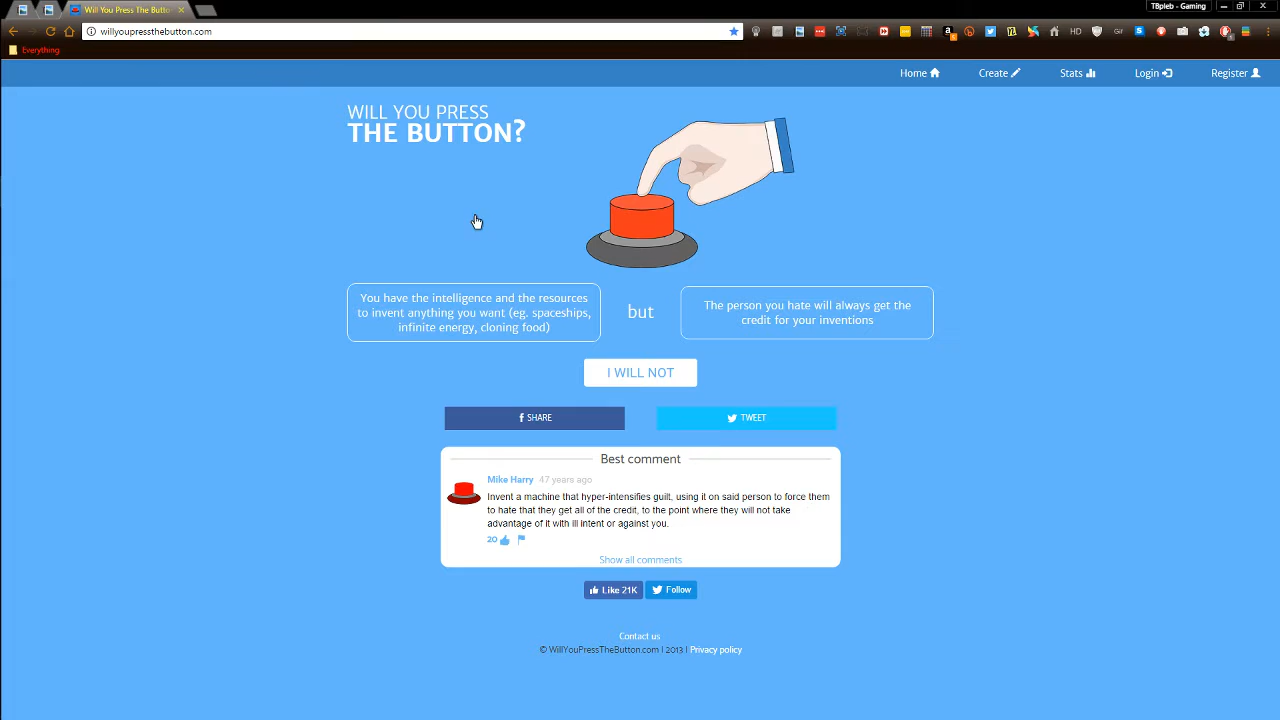 Will You Press The Butto
TBpleb - Gaming
willyoupressthebutton.com
Everything
Home
Create
Stats
Login
Register
WILL YOU PRESS
THE BUTTON?
You have the intelligence and the resources
to invent anything you want (eg. spaceships,
infinite energy, cloning food)
but
The person you hate will always get the
credit for your inventions
I WILL NOT
SHARE
TWEET
Best comment
Mike Harry 47 years ago
Invent a machine that hyper-intensifies guilt, using it on said person to force them
to hate that they get all of the credit, to the point where they will not take
advantage of it with ill intent or against you.
20
Show all comments
Like 21K
Follow
Contact us
© WillYouPressTheButton.com | 2013 | Privacy policy